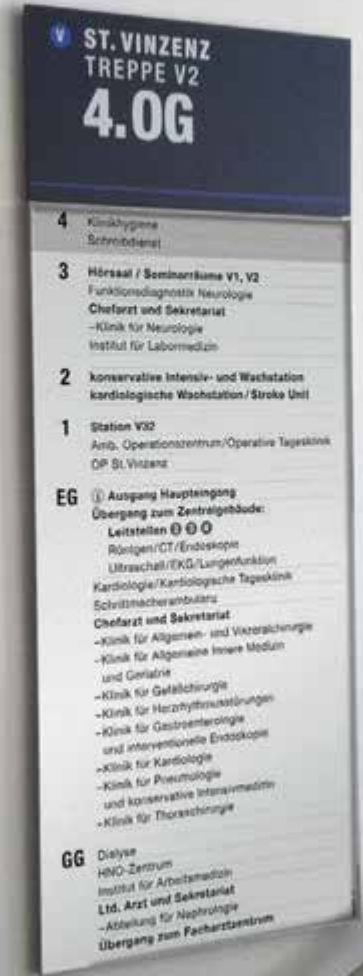 V ST. VINZENZ
TREPPE V2
4.OG
4 Klinikhygiene
Schreibdienst
3 Hörsaal / Seminarräume V1, V2
Funktionsdiagnostik Neurologie
Chefarzt und Sekretariat
–Klinik für Neurologie
Institut für Labormedizin
2 konservative Intensiv- und Wachstation
kardiologische Wachstation/Stroke Unit
1 Station V32
Amb. Operationszentrum/Operative Tagesklinik
OP St. Vinzenz
EG i Ausgang Haupteingang
Übergang zum Zentralgebäude:
Leitstellen
Röntgen/CT/Endoskopie
Ultraschall/EKG/Lungenfunktion
Kardiologie/Kardiologische Tagesklinik
Schrittmacherambulanz
Chefarzt und Sekretariat
–Klinik für Allgemein- und Viszeralchirurgie
–Klinik für Allgemeine Innere Medizin
und Geriatrie
–Klinik für Gefäßchirurgie
–Klinik für Herzrhythmusstörungen
–Klinik für Gastroenterologie
und interventionelle Endoskopie
–Klinik für Kardiologie
–Klinik für Pneumologie
und konservative Intensivmedizin
–Klinik für Thoraxchirurgie
GG Dialyse
HNO-Zentrum
Institut für Arbeitsmedizin
Ltd. Arzt und Sekretariat
–Abteilung für Nephrologie
Übergang zum Facharztzentrum